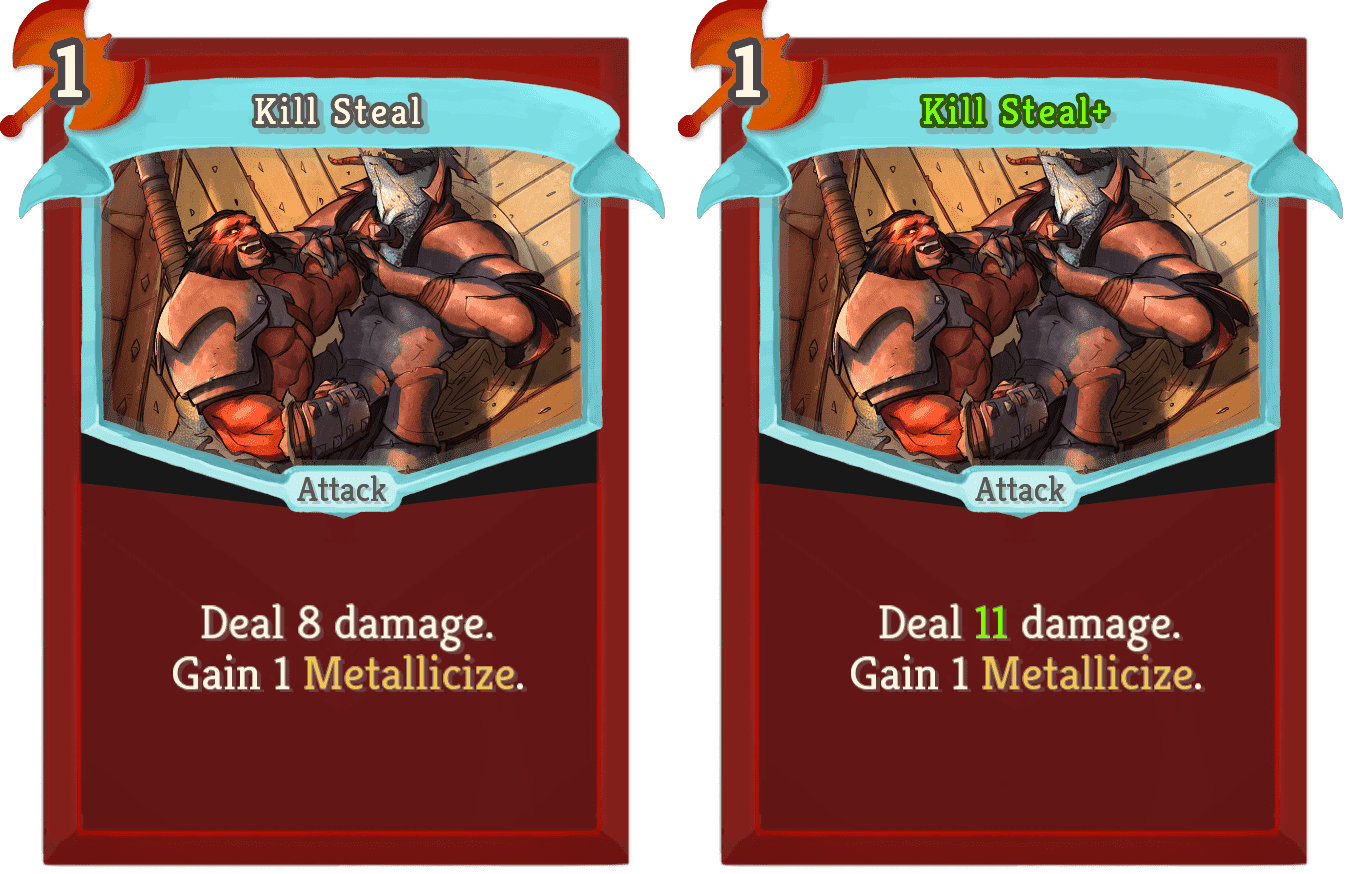 1
Kill Steal
Attack
Deal 8 damage.
Gain 1 Metallicize.
1
Kill Steal+
Attack
Deal 11 damage.
Gain 1 Metallicize.